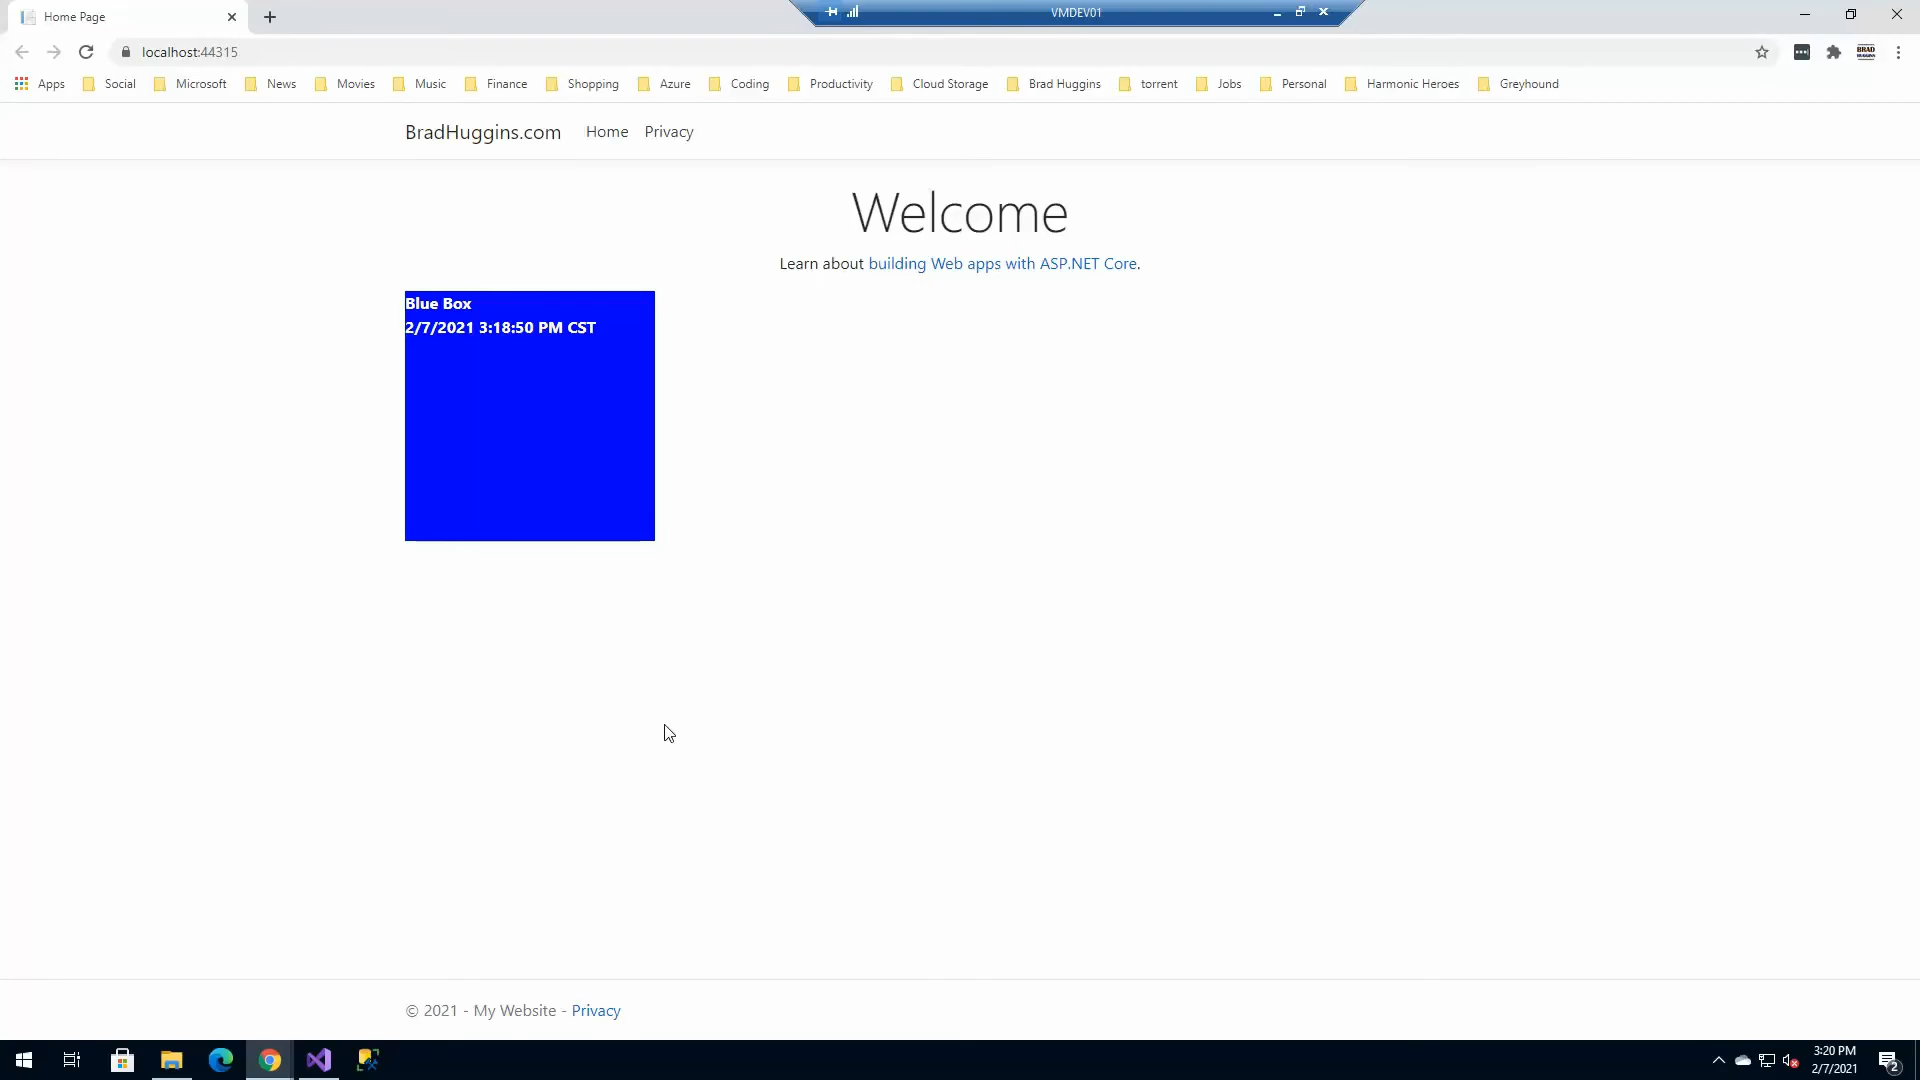 Home Page
VMDEV01
localhost:44315
Apps Social Microsoft News Movies Music Finance Shopping Azure Coding Productivity Cloud Storage Brad Huggins torrent Jobs Personal Harmonic Heroes Greyhound
BradHuggins.com Home Privacy
Welcome
Learn about building Web apps with ASP.NET Core.
Blue Box
2/7/2021 3:18:50 PM CST
© 2021 - My Website - Privacy
3:20 PM
2/7/2021
2